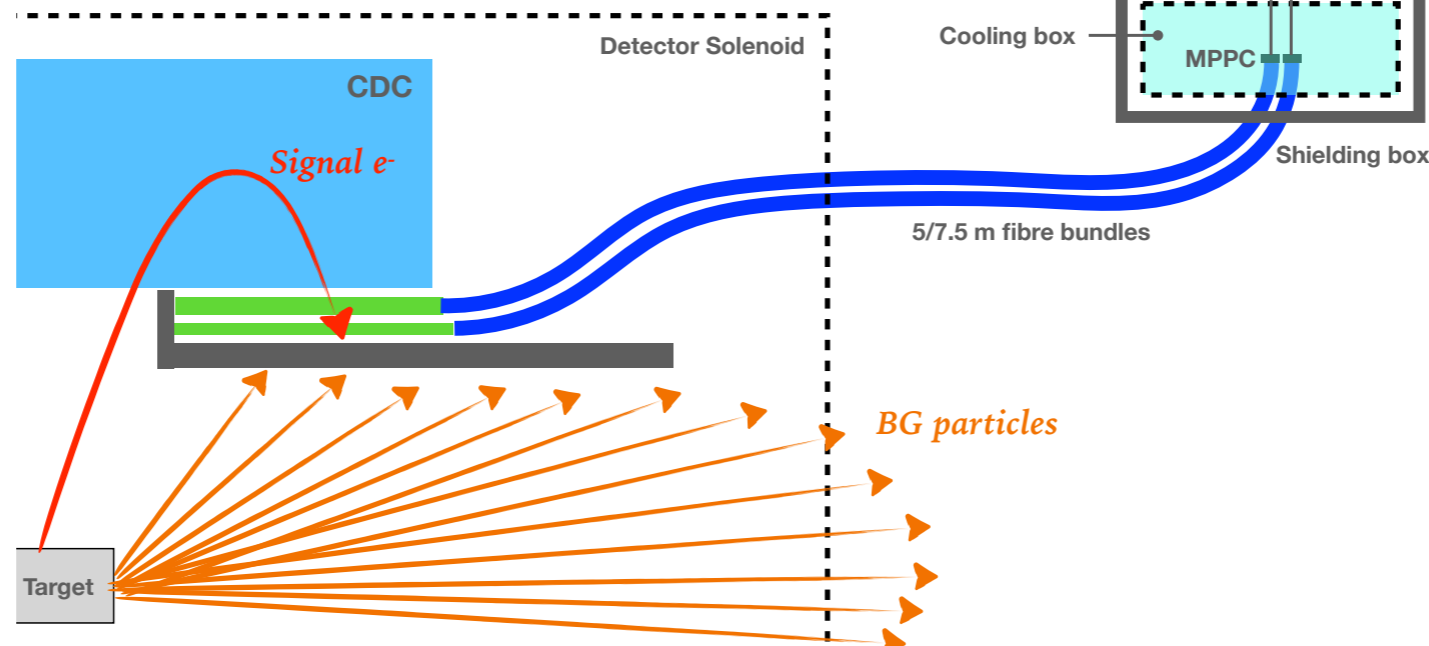 Detector Solenoid
Cooling box
MPPC
CDC
Signal e-
Shielding box
5/7.5 m fibre bundles
BG particles
Target